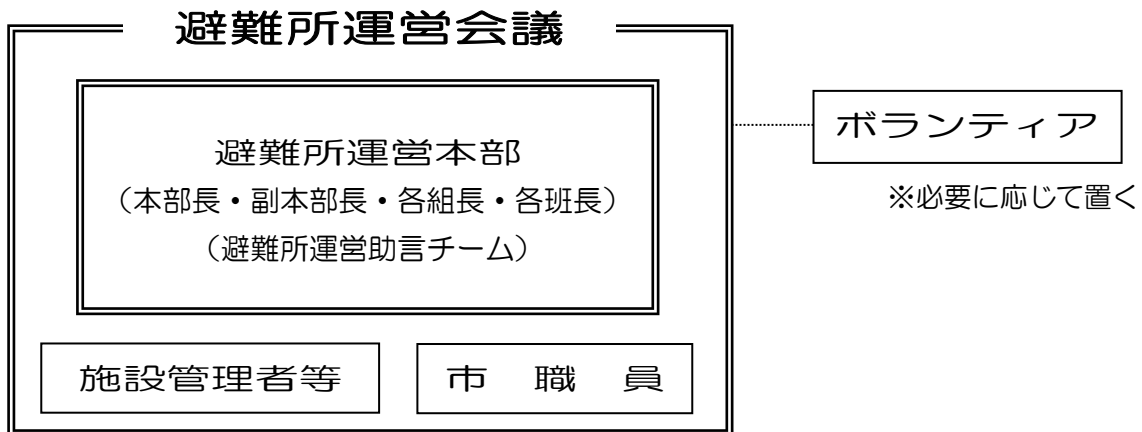 避難所運営会議
避難所運営本部
(本部長・副本部長・各組長・各班長)
(避難所運営助言チーム)
施設管理者等
市　職　員
ボランティア
※必要に応じて置く